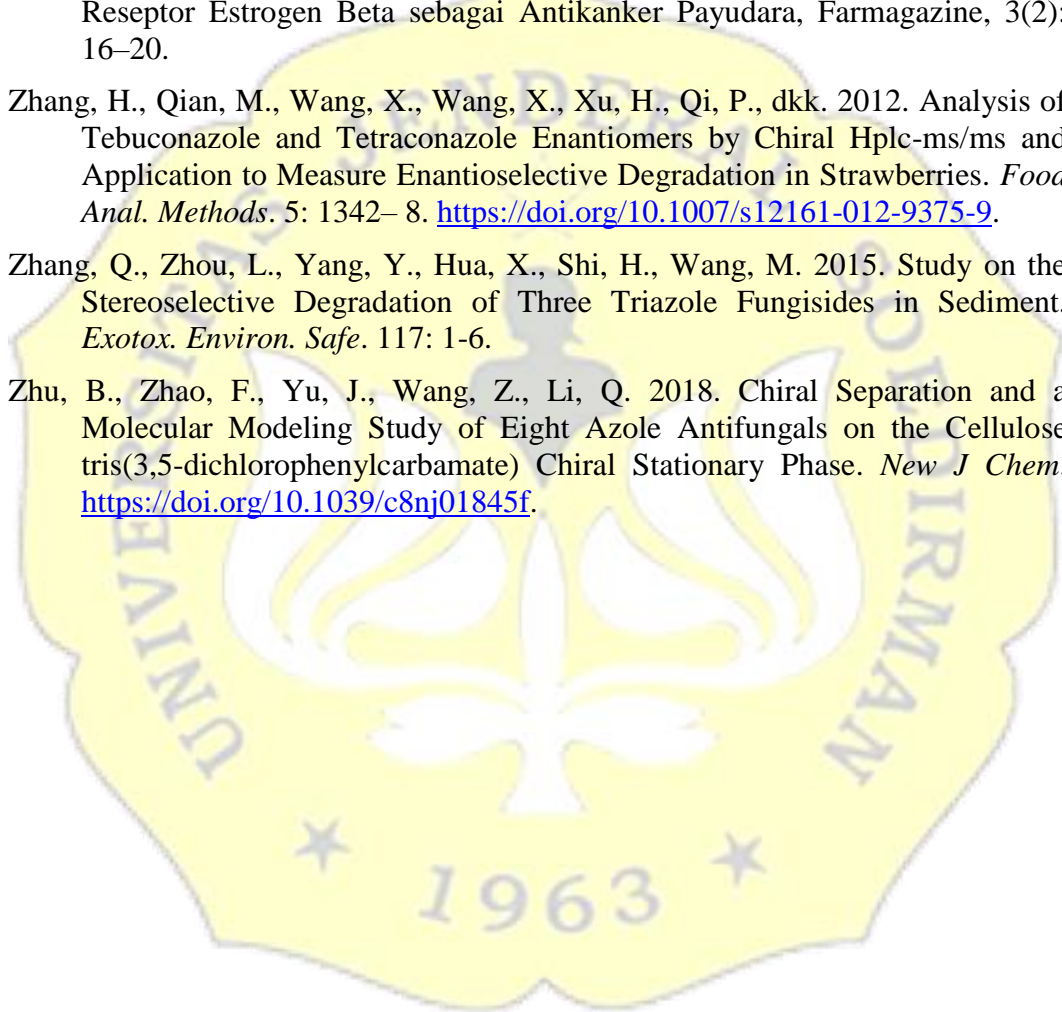 Reseptor Estrogen Beta sebagai Antikanker Payudara, Farmagazine, 3(2):
16–20.
Zhang, H., Qian, M., Wang, X., Wang, X., Xu, H., Qi, P., dkk. 2012. Analysis of
Tebuconazole and Tetraconazole Enantiomers by Chiral Hplc-ms/ms and
Application to Measure Enantioselective Degradation in Strawberries. Food
Anal. Methods. 5: 1342– 8. https://doi.org/10.1007/s12161-012-9375-9.
Zhang, Q., Zhou, L., Yang, Y., Hua, X., Shi, H., Wang, M. 2015. Study on the
Stereoselective Degradation of Three Triazole Fungisides in Sediment.
Exotox. Environ. Safe. 117: 1-6.
Zhu, B., Zhao, F., Yu, J., Wang, Z., Li, Q. 2018. Chiral Separation and a
Molecular Modeling Study of Eight Azole Antifungals on the Cellulose
tris(3,5-dichlorophenylcarbamate) Chiral Stationary Phase. New J Chem.
https://doi.org/10.1039/c8nj01845f.
UNIVERSITAS JENDERAL SOEDIRMAN
1963